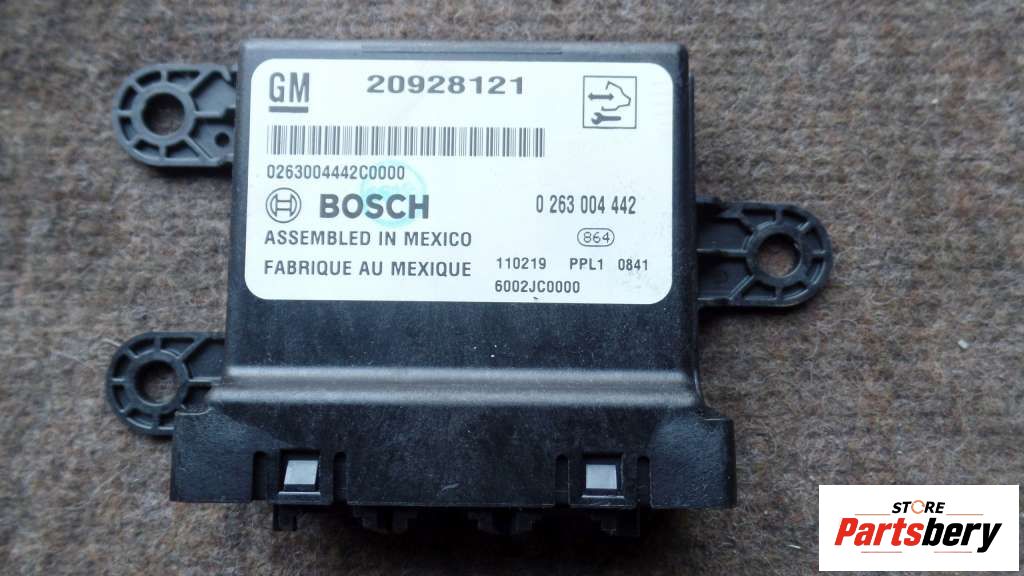 GM 20928121
0263004442C0000
BOSCH 0 263 004 442
ASSEMBLED IN MEXICO 864
FABRIQUE AU MEXIQUE 110219 PPL1 0841
6002JC0000
STORE
Partsbery